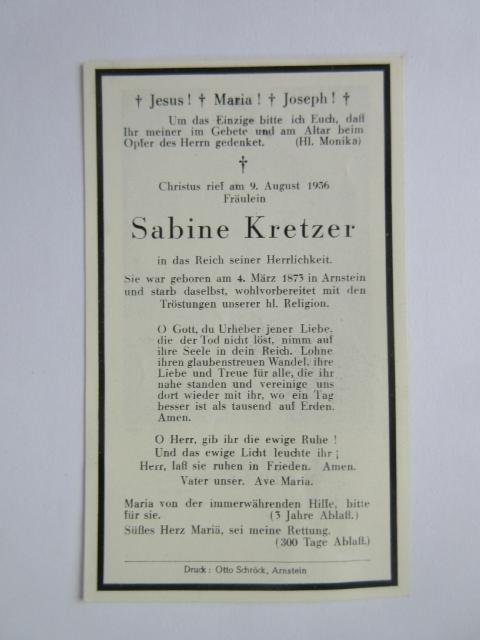 † Jesus! † Maria! † Joseph! †
Um das Einzige bitte ich Euch, daß
Ihr meiner im Gebete und am Altar beim
Opfer des Herrn gedenket. (Hl. Monika)
†
Christus rief am 9. August 1956
Fräulein
Sabine Kretzer
in das Reich seiner Herrlichkeit.
Sie war geboren am 4. März 1873 in Arnstein
und starb daselbst, wohlvorbereitet mit den
Tröstungen unserer hl. Religion.
O Gott, du Urheber jener Liebe,
die der Tod nicht löst, nimm auf
ihre Seele in dein Reich. Lohne
ihren glaubenstreuen Wandel, ihre
Liebe und Treue für alle, die ihr
nahe standen und vereinige uns
dort wieder mit ihr, wo ein Tag
besser ist als tausend auf Erden.
Amen.
O Herr, gib ihr die ewige Ruhe!
Und das ewige Licht leuchte ihr;
Herr, laß sie ruhen in Frieden. Amen.
Vater unser. Ave Maria.
Maria von der immerwährenden Hilfe, bitte
für sie. (3 Jahre Ablaß.)
Süßes Herz Mariä, sei meine Rettung.
(300 Tage Ablaß.)
Druck: Otto Schröck, Arnstein